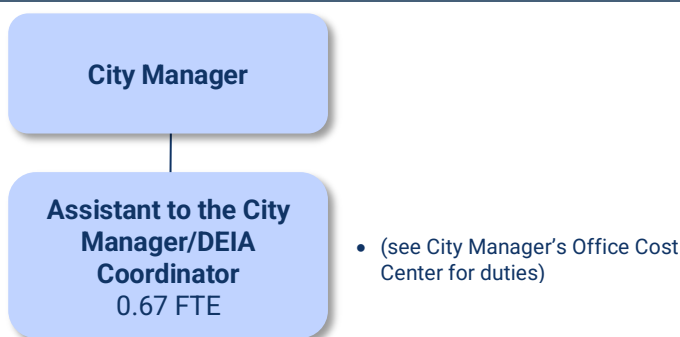 City Manager
Assistant to the City
Manager/DEIA
Coordinator
0.67 FTE
• (see City Manager’s Office Cost
Center for duties)